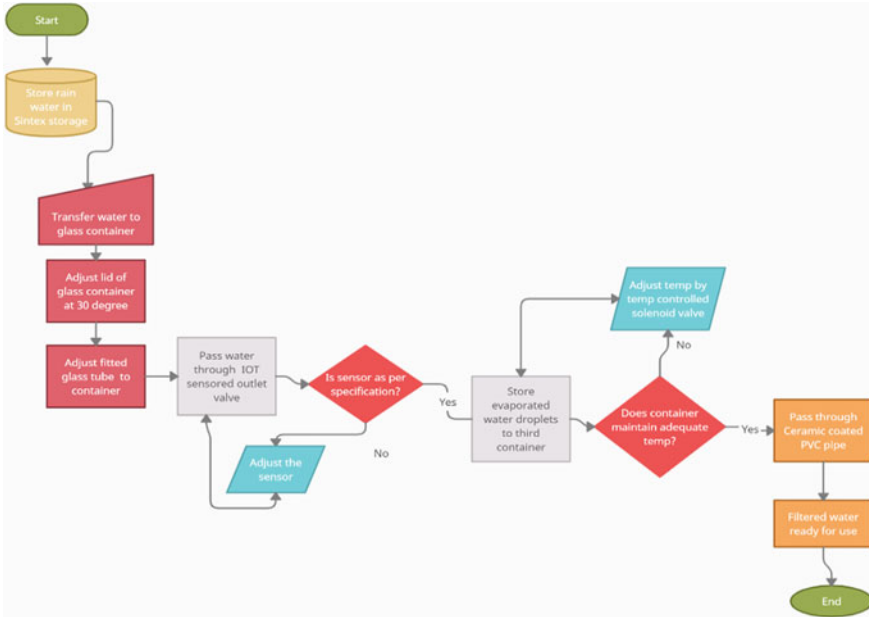 Start
Store rain
water in
Sintex storage
Transfer water to
glass container
Adjust lid of
glass container
at 30 degree
Adjust fitted
glass tube to
container
Pass water
through IOT
sensored outlet
valve
Is sensor as per
specification?
No
Adjust the
sensor
Yes
Store
evaporated
water droplets
to third
container
Does container
maintain adequate
temp?
No
Adjust temp by
temp controlled
solenoid valve
Yes
Pass through
Ceramic coated
PVC pipe
Filtered water
ready for use
End